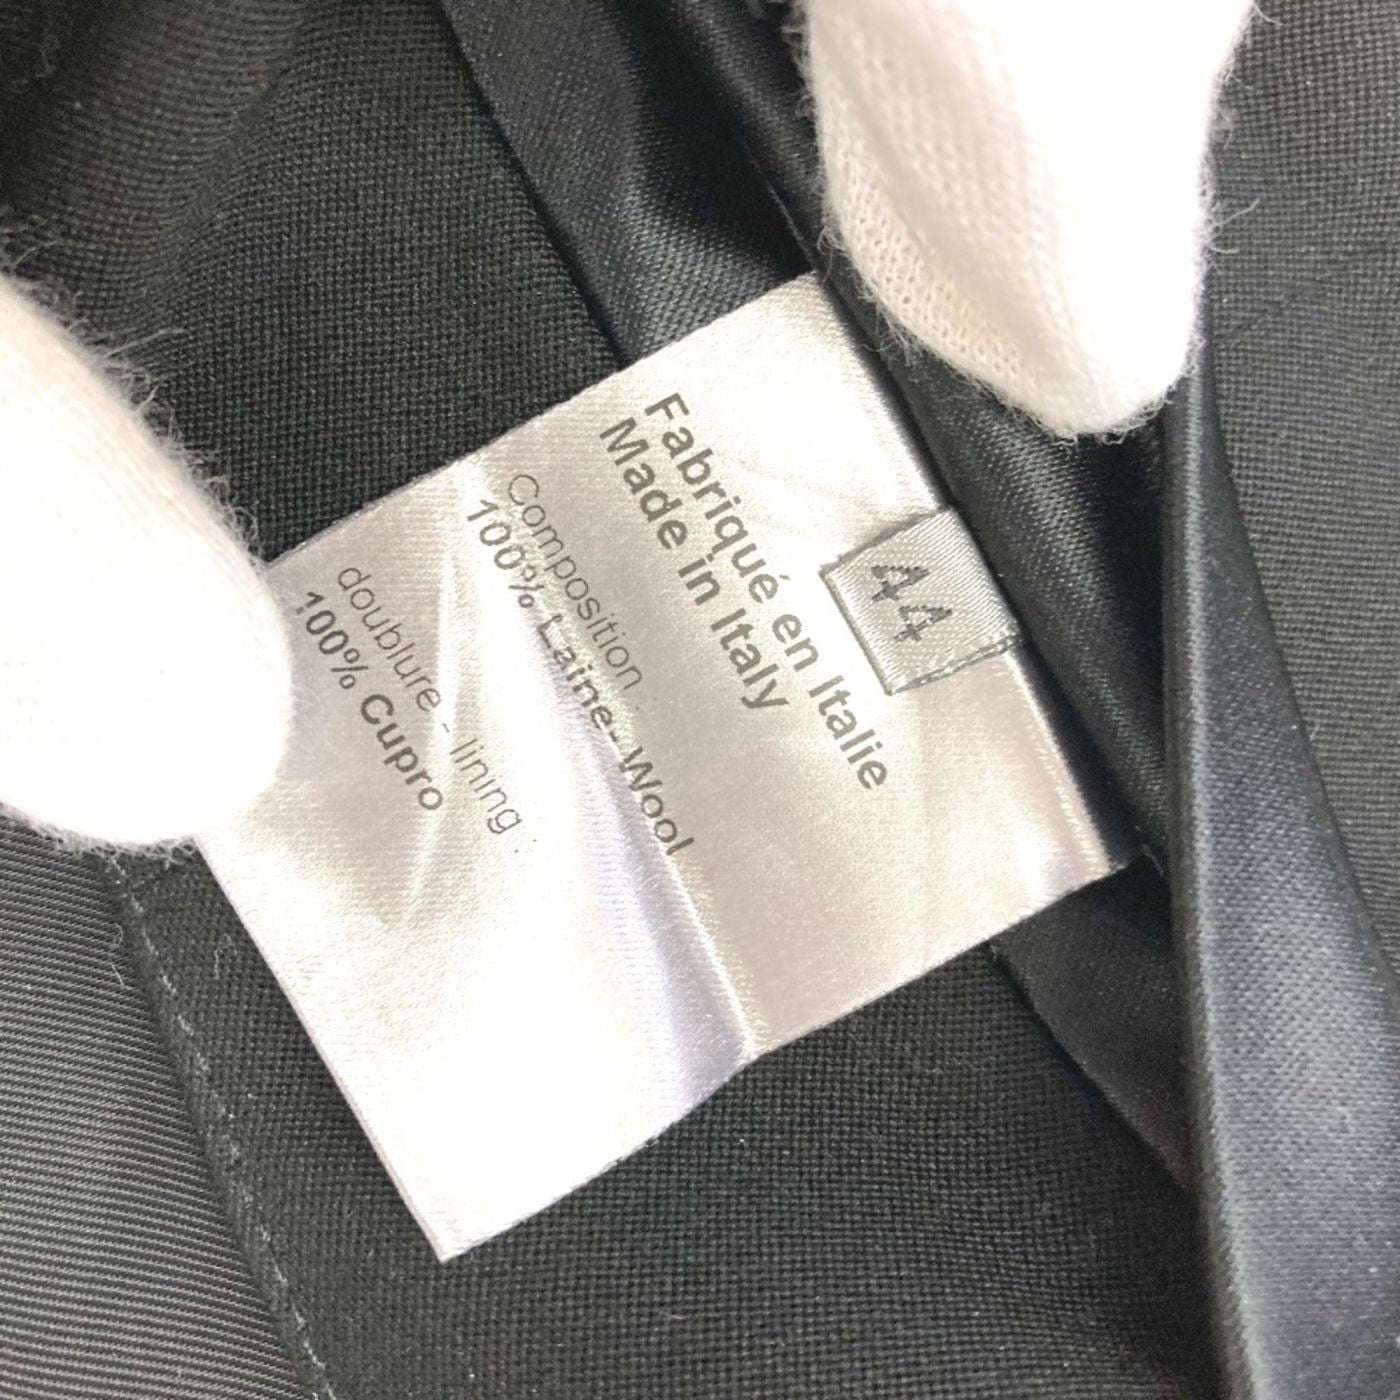 44
Fabriqué en Italie
Made in Italy
Composition :
100% Laine- Wool
doublure - lining
100% Cupro